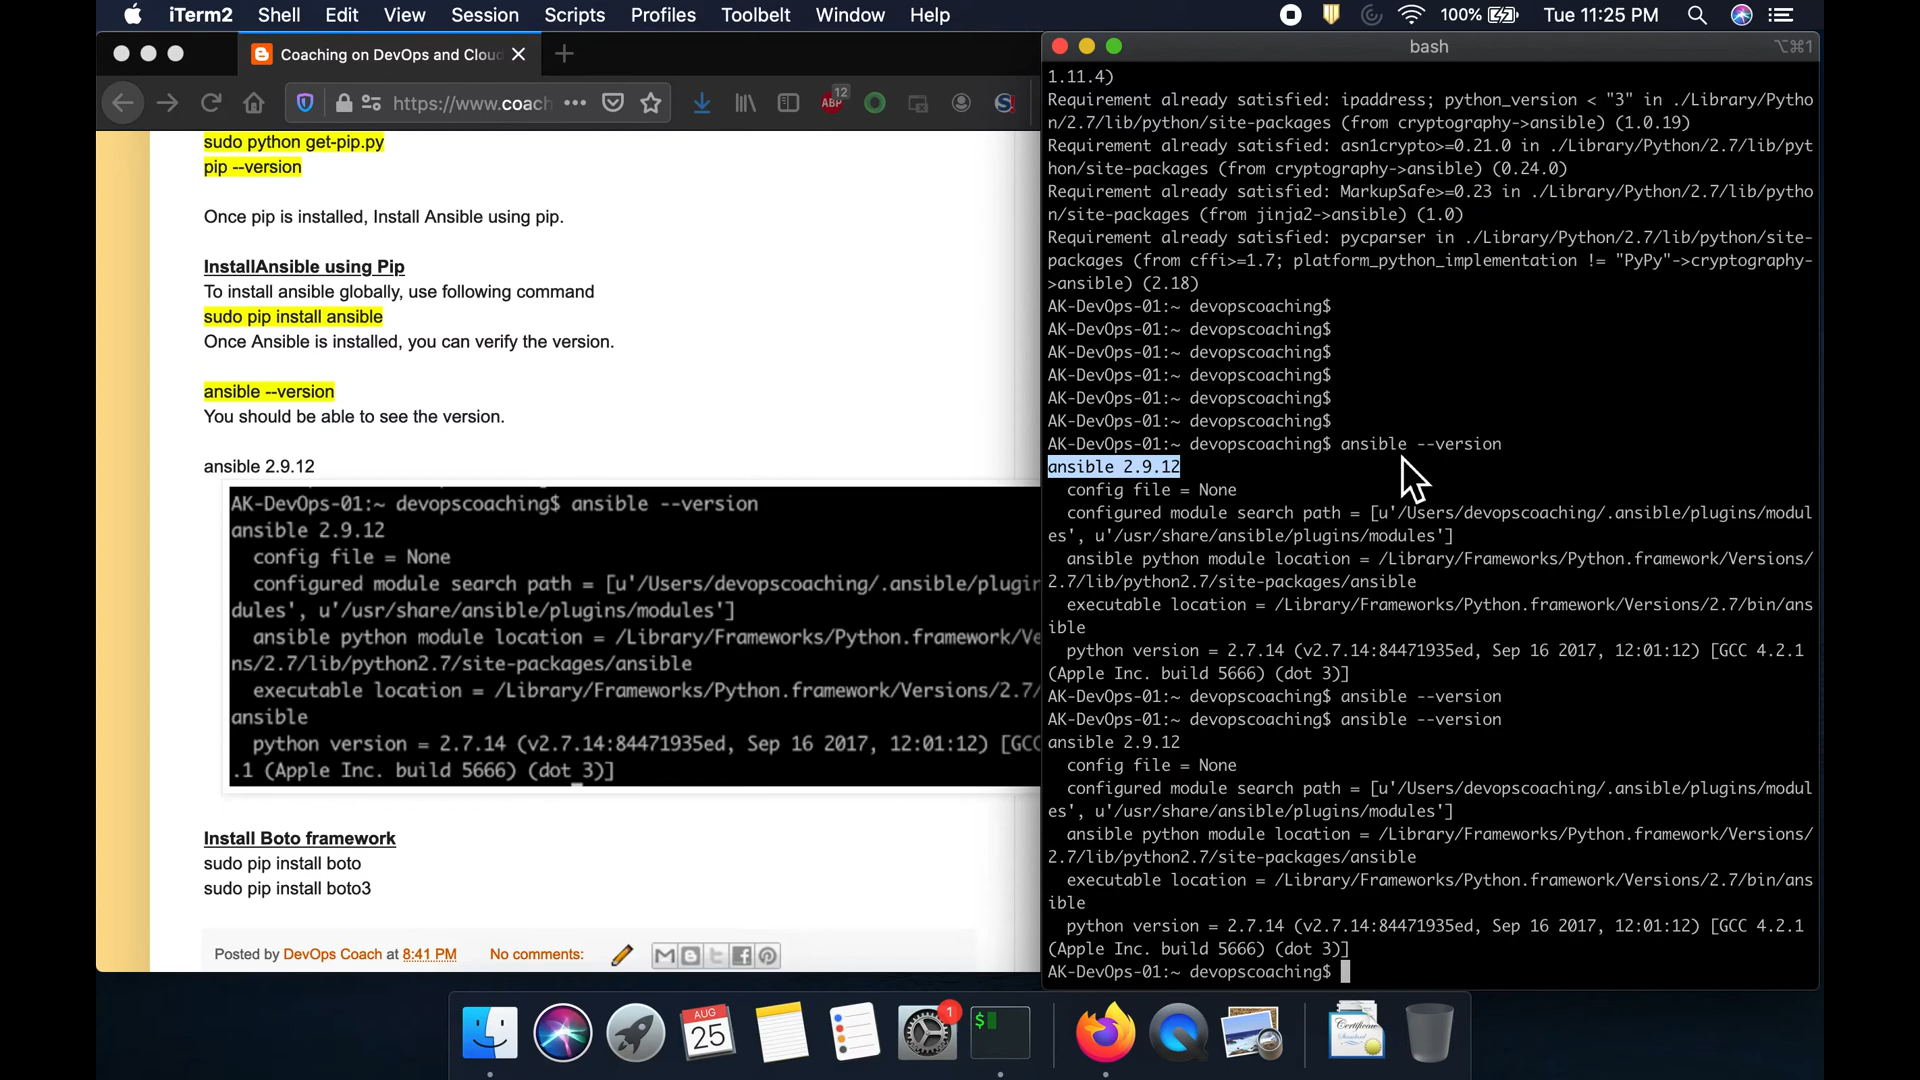 iTerm2 Shell Edit View Session Scripts Profiles Toolbelt Window Help 100% Tue 11:25 PM
Coaching on DevOps and Clou
https://www.coach
ABP 12
sudo python get-pip.py
pip --version
Once pip is installed, Install Ansible using pip.
InstallAnsible using Pip
To install ansible globally, use following command
sudo pip install ansible
Once Ansible is installed, you can verify the version.
ansible --version
You should be able to see the version.
ansible 2.9.12
AK-DevOps-01:~ devopscoaching$ ansible --version
ansible 2.9.12
config file = None
configured module search path = [u'/Users/devopscoaching/.ansible/plugin
dules', u'/usr/share/ansible/plugins/modules']
ansible python module location = /Library/Frameworks/Python.framework/Ve
ns/2.7/lib/python2.7/site-packages/ansible
executable location = /Library/Frameworks/Python.framework/Versions/2.7/
ansible
python version = 2.7.14 (v2.7.14:84471935ed, Sep 16 2017, 12:01:12) [GCC
.1 (Apple Inc. build 5666) (dot 3)]
Install Boto framework
sudo pip install boto
sudo pip install boto3
Posted by DevOps Coach at 8:41 PM No comments:
bash ⌥⌘1
1.11.4)
Requirement already satisfied: ipaddress; python_version < "3" in ./Library/Pytho
n/2.7/lib/python/site-packages (from cryptography->ansible) (1.0.19)
Requirement already satisfied: asn1crypto>=0.21.0 in ./Library/Python/2.7/lib/pyt
hon/site-packages (from cryptography->ansible) (0.24.0)
Requirement already satisfied: MarkupSafe>=0.23 in ./Library/Python/2.7/lib/pytho
n/site-packages (from jinja2->ansible) (1.0)
Requirement already satisfied: pycparser in ./Library/Python/2.7/lib/python/site-
packages (from cffi>=1.7; platform_python_implementation != "PyPy"->cryptography-
>ansible) (2.18)
AK-DevOps-01:~ devopscoaching$
AK-DevOps-01:~ devopscoaching$
AK-DevOps-01:~ devopscoaching$
AK-DevOps-01:~ devopscoaching$
AK-DevOps-01:~ devopscoaching$
AK-DevOps-01:~ devopscoaching$
AK-DevOps-01:~ devopscoaching$ ansible --version
ansible 2.9.12
config file = None
configured module search path = [u'/Users/devopscoaching/.ansible/plugins/modul
es', u'/usr/share/ansible/plugins/modules']
ansible python module location = /Library/Frameworks/Python.framework/Versions/
2.7/lib/python2.7/site-packages/ansible
executable location = /Library/Frameworks/Python.framework/Versions/2.7/bin/ans
ible
python version = 2.7.14 (v2.7.14:84471935ed, Sep 16 2017, 12:01:12) [GCC 4.2.1
(Apple Inc. build 5666) (dot 3)]
AK-DevOps-01:~ devopscoaching$ ansible --version
AK-DevOps-01:~ devopscoaching$ ansible --version
ansible 2.9.12
config file = None
configured module search path = [u'/Users/devopscoaching/.ansible/plugins/modul
es', u'/usr/share/ansible/plugins/modules']
ansible python module location = /Library/Frameworks/Python.framework/Versions/
2.7/lib/python2.7/site-packages/ansible
executable location = /Library/Frameworks/Python.framework/Versions/2.7/bin/ans
ible
python version = 2.7.14 (v2.7.14:84471935ed, Sep 16 2017, 12:01:12) [GCC 4.2.1
(Apple Inc. build 5666) (dot 3)]
AK-DevOps-01:~ devopscoaching$
AUG
25
1
$
Certificate